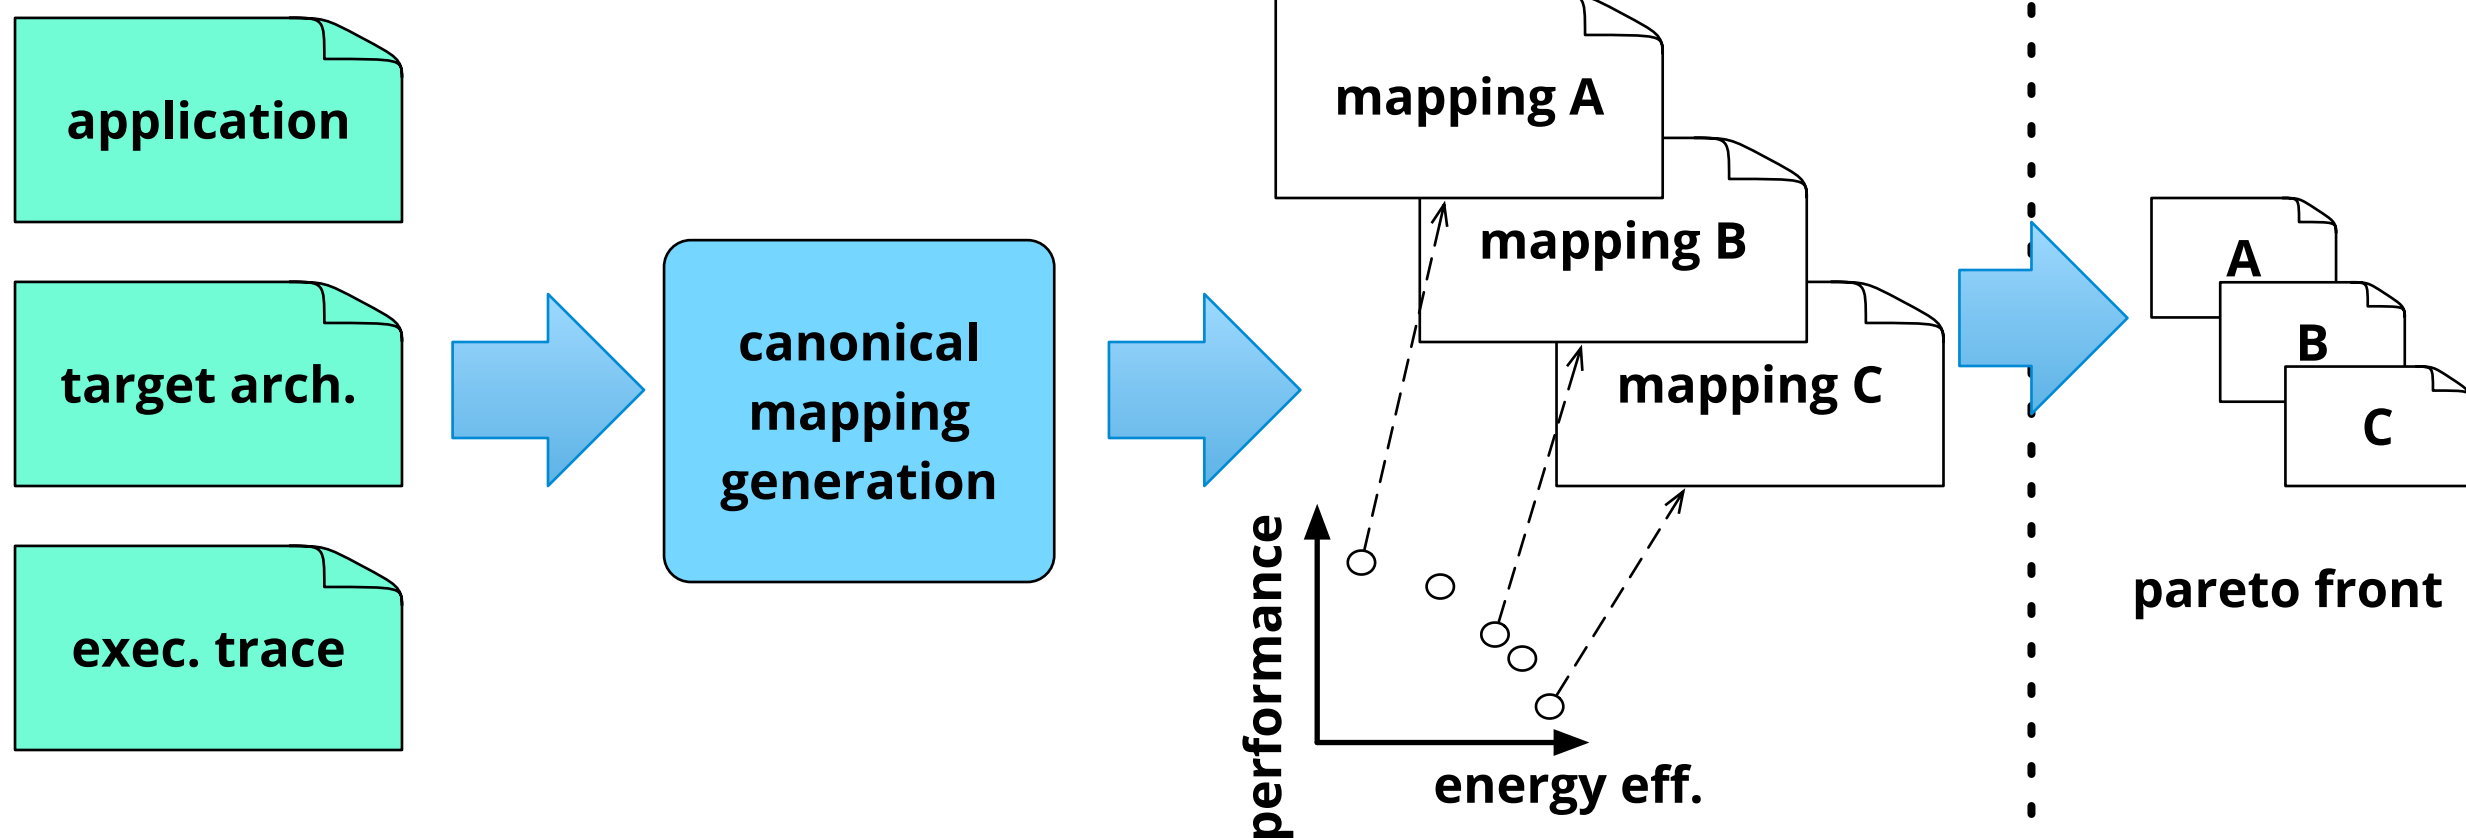 application
target arch.
exec. trace
canonical
mapping
generation
mapping A
mapping B
mapping C
performance
energy eff.
A
B
C
pareto front